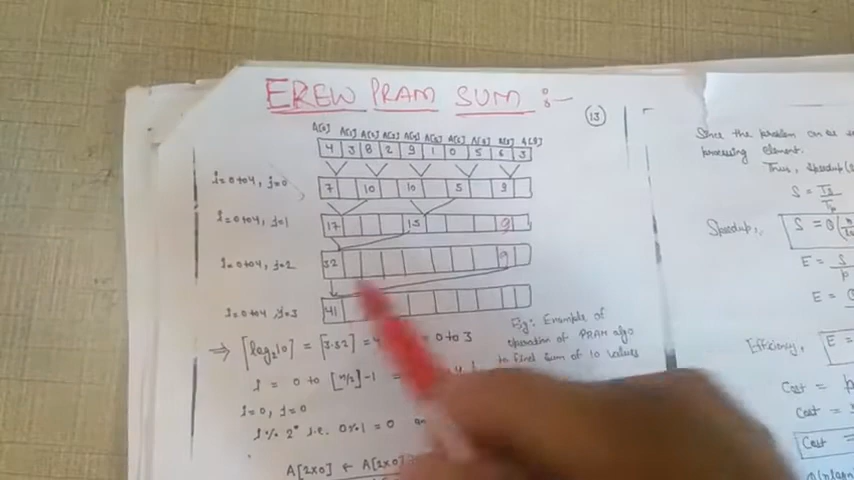 EREW PRAM SUM :-
13
A[0] A[1] A[2] A[3] A[4] A[5] A[6] A[7] A[8] A[9]
4 3 8 2 9 1 0 5 6 3
i=0 to 4, j=0
7 10 10 5 9
i=0 to 4, j=1
17 15 9
i=0 to 4, j=2
32 9
i=0 to 4, j=3
41
⇒ ⌈log₂10⌉ = ⌈3.32⌉ = 4 = 0 to 3
Fig: Example of
operation of PRAM algo
to find sum of 10 values
i = 0 to ⌈n/2⌉-1 =
i=0, j=0
i % 2⁰ i.e. 0%1 = 0
A[2x0] ← A[2x0]
Since the problem can be
processing element.
Thus, speedup
S = Ts/Tp
Speedup, S = Θ(n
E = S/p
E =
Efficiency, E =
Cost = p
Cost =
Cost =